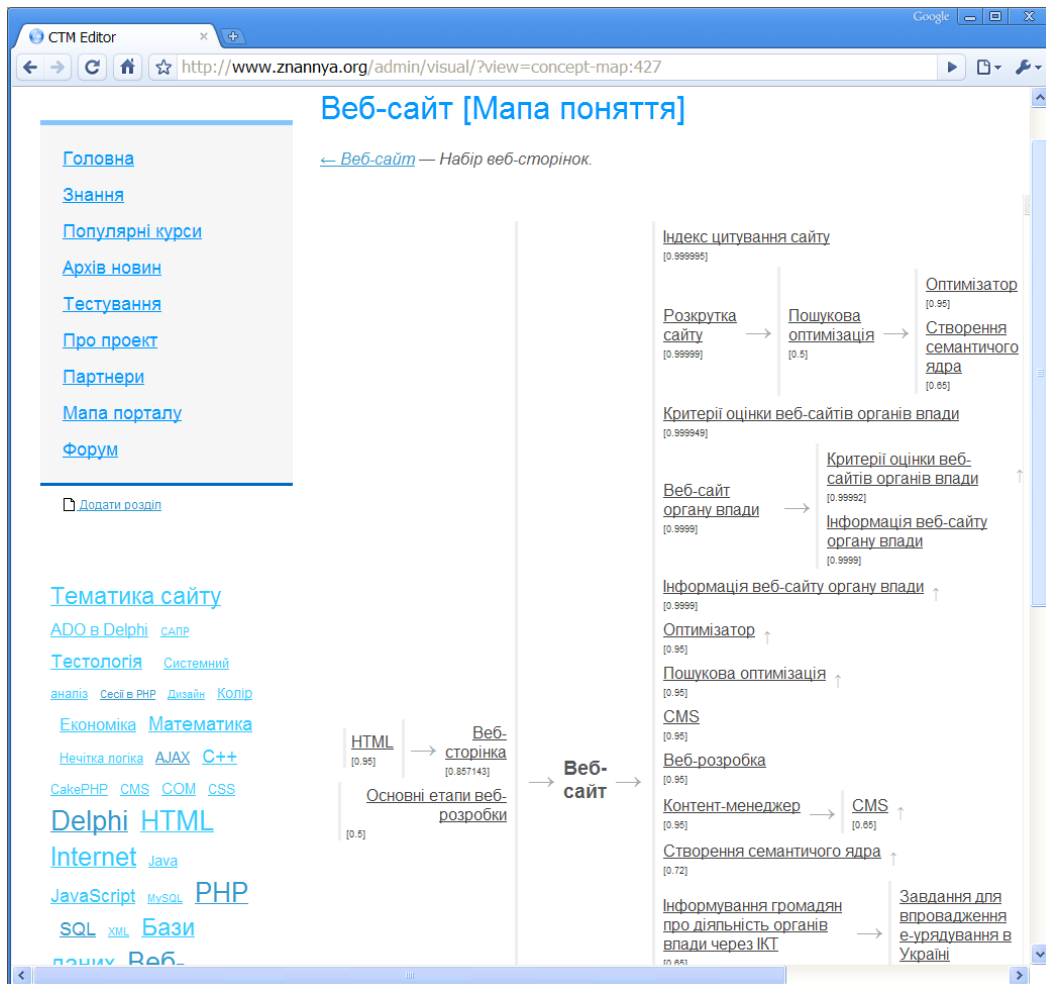 Google
CTM Editor
http://www.znannya.org/admin/visual/?view=concept-map:427
Веб-сайт [Мапа поняття]
← Веб-сайт — Набір веб-сторінок.
Головна
Знання
Популярні курси
Архів новин
Тестування
Про проект
Партнери
Мапа порталу
Форум
Додати розділ
Тематика сайту
ADO в Delphi САПР
Тестологія Системний
аналіз Сесії в PHP Дизайн Колір
Економіка Математика
Нечітка логіка AJAX C++
CakePHP CMS COM CSS
Delphi HTML
Internet Java
JavaScript MySQL PHP
SQL XML Бази
даних Веб-
HTML
[0.95]
→
Веб-
сторінка
[0.857143]
Основні етапи веб-
розробки
[0.5]
→
Веб-
сайт
→
Індекс цитування сайту
[0.999995]
Розкрутка
сайту
[0.99999]
→
Пошукова
оптимізація
[0.5]
→
Оптимізатор
[0.95]
Створення
семантичого
ядра
[0.65]
Критерії оцінки веб-сайтів органів влади
[0.999949]
Веб-сайт
органу влади
[0.9999]
→
Критерії оцінки веб-
сайтів органів влади ↑
[0.99992]
Інформація веб-сайту
органу влади
[0.9999]
Інформація веб-сайту органу влади ↑
[0.9999]
Оптимізатор ↑
[0.95]
Пошукова оптимізація ↑
[0.95]
CMS
[0.95]
Веб-розробка
[0.95]
Контент-менеджер
[0.95]
→
CMS ↑
[0.65]
Створення семантичого ядра ↑
[0.72]
Інформування громадян
про діяльність органів
влади через ІКТ
[0.65]
→
Завдання для
впровадження
е-урядування в
Україні